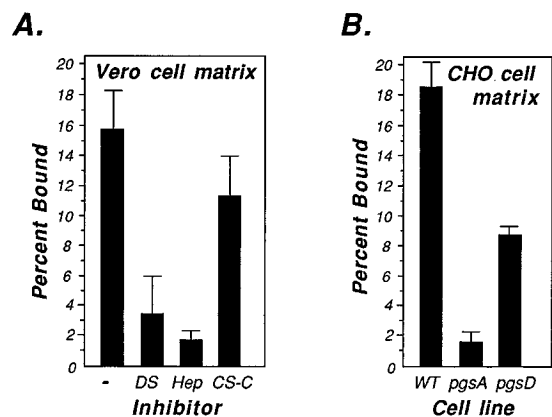 A.
Vero cell matrix
Percent Bound
20
18
16
14
12
10
8
6
4
2
0
- DS Hep CS-C
Inhibitor
B.
CHO cell
matrix
Percent Bound
20
18
16
14
12
10
8
6
4
2
0
WT pgsA pgsD
Cell line